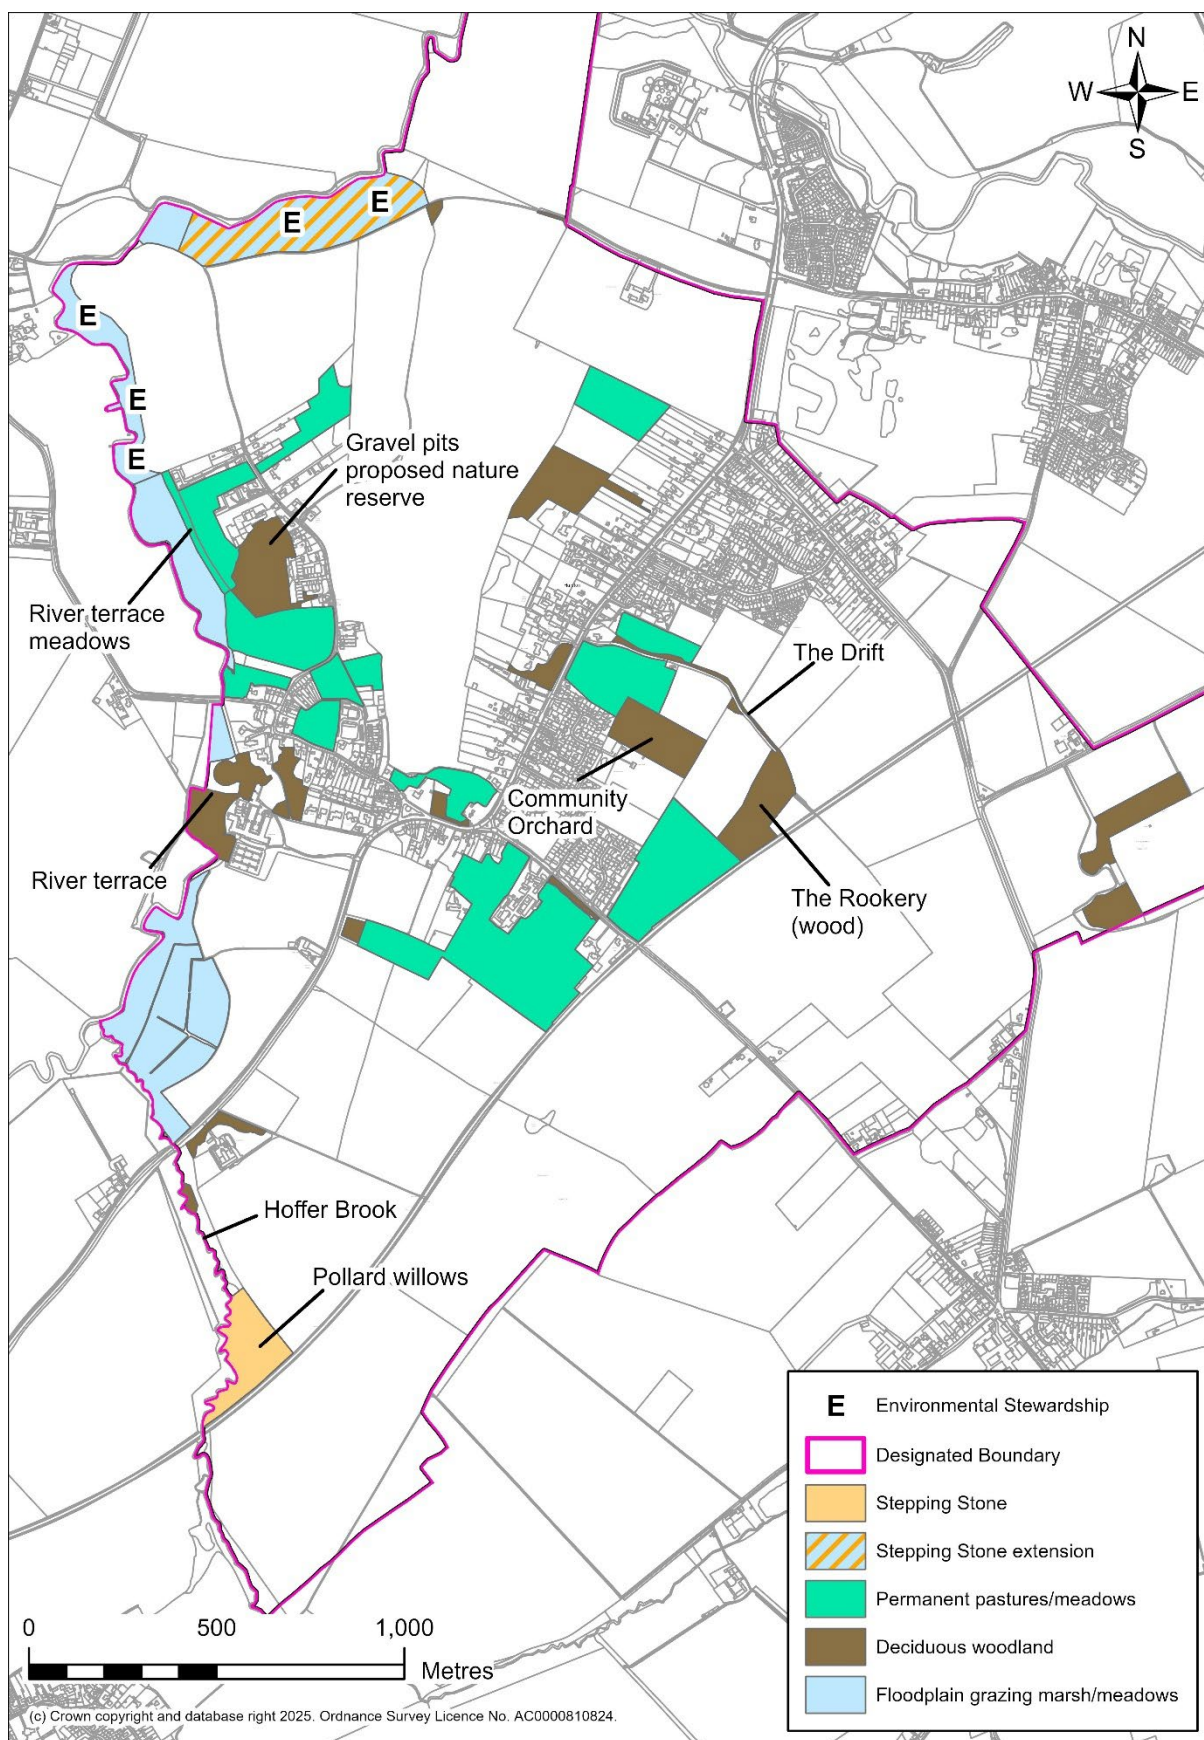 N
W E
S
E
E
E
E
E
Gravel pits
proposed nature
reserve
River terrace
meadows
The Drift
Community
Orchard
River terrace
The Rookery
(wood)
Hoffer Brook
Pollard willows
E Environmental Stewardship
Designated Boundary
Stepping Stone
Stepping Stone extension
Permanent pastures/meadows
Deciduous woodland
Floodplain grazing marsh/meadows
0 500 1,000
Metres
(c) Crown copyright and database right 2025. Ordnance Survey Licence No. AC0000810824.